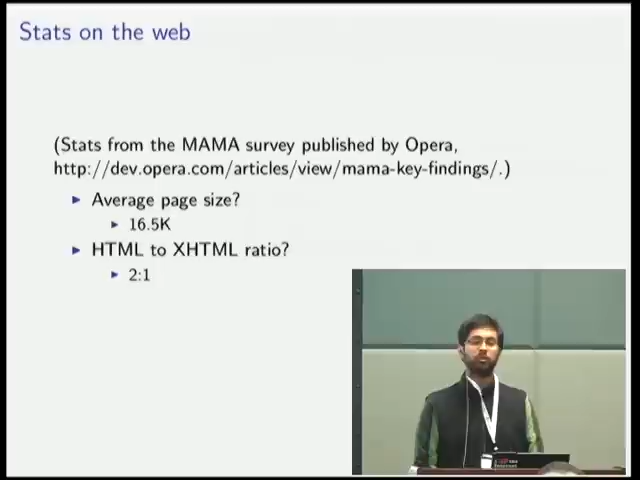 Stats on the web
(Stats from the MAMA survey published by Opera,
http://dev.opera.com/articles/view/mama-key-findings/.)
Average page size?
16.5K
HTML to XHTML ratio?
2:1